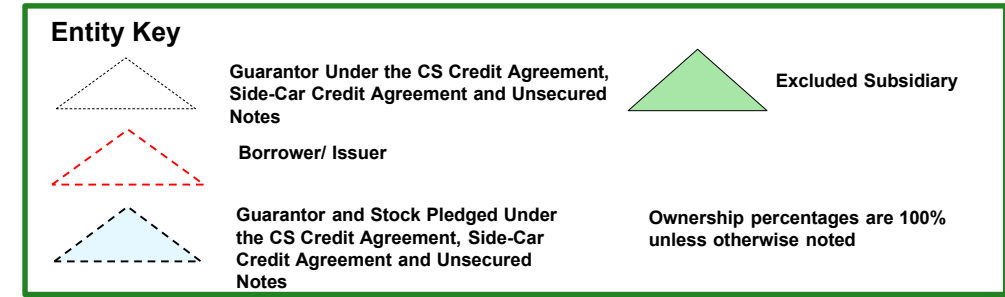 Entity Key
Guarantor Under the CS Credit Agreement,
Side-Car Credit Agreement and Unsecured
Notes
Excluded Subsidiary
Borrower/ Issuer
Guarantor and Stock Pledged Under
the CS Credit Agreement, Side-Car
Credit Agreement and Unsecured
Notes
Ownership percentages are 100%
unless otherwise noted